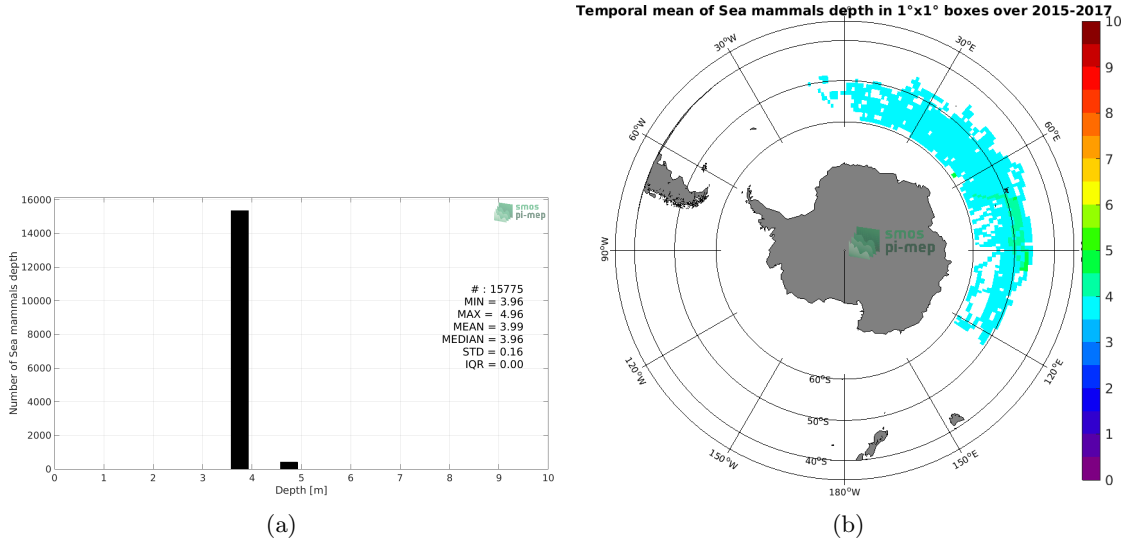 Temporal mean of Sea mammals depth in 1°x1° boxes over 2015-2017
16000
14000
12000
10000
8000
6000
4000
2000
0
Number of Sea mammals depth
smos
pi-mep
# : 15775
MIN = 3.96
MAX = 4.96
MEAN = 3.99
MEDIAN = 3.96
STD = 0.16
IQR = 0.00
0 1 2 3 4 5 6 7 8 9 10
Depth [m]
(a)
30°W
30°E
60°W
60°E
90°W
smos
pi-mep
120°W
120°E
60°S
50°S
40°S
150°W
150°E
180°W
10
9
8
7
6
5
4
3
2
1
0
(b)